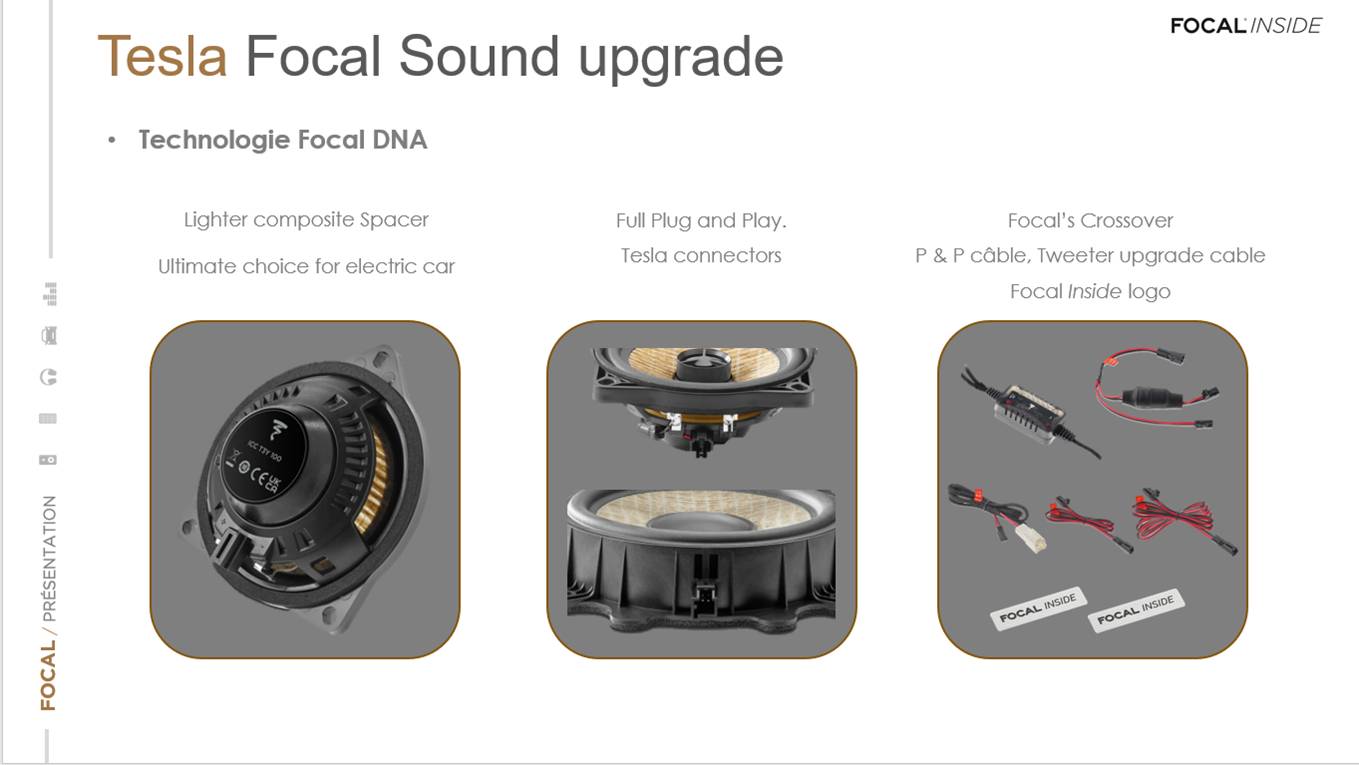 FOCAL INSIDE
Tesla Focal Sound upgrade
• Technologie Focal DNA
Lighter composite Spacer
Ultimate choice for electric car
Full Plug and Play.
Tesla connectors
Focal’s Crossover
P & P câble, Tweeter upgrade cable
Focal Inside logo
ICC T3Y 100
CE UK
CA
FOCAL INSIDE
FOCAL INSIDE
FOCAL / PRÉSENTATION